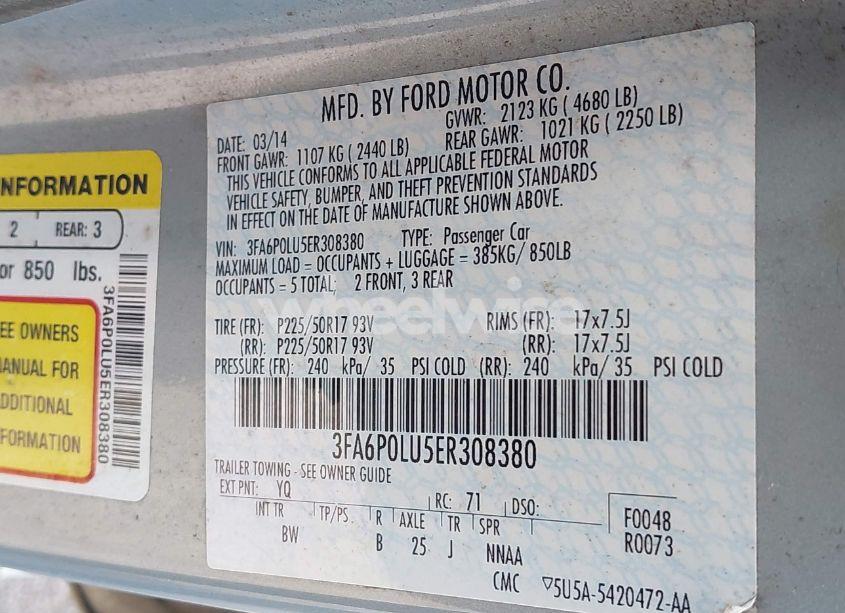 MFD. BY FORD MOTOR CO.
DATE: 03/14
GVWR: 2123 KG ( 4680 LB)
FRONT GAWR: 1107 KG ( 2440 LB)
REAR GAWR: 1021 KG ( 2250 LB)
THIS VEHICLE CONFORMS TO ALL APPLICABLE FEDERAL MOTOR
VEHICLE SAFETY, BUMPER, AND THEFT PREVENTION STANDARDS
IN EFFECT ON THE DATE OF MANUFACTURE SHOWN ABOVE.
VIN: 3FA6P0LU5ER308380 TYPE: Passenger Car
MAXIMUM LOAD = OCCUPANTS + LUGGAGE = 385KG/ 850LB
OCCUPANTS = 5 TOTAL; 2 FRONT, 3 REAR
TIRE (FR): P225/50R17 93V RIMS (FR): 17x7.5J
(RR): P225/50R17 93V (RR): 17x7.5J
PRESSURE (FR): 240 kPa/ 35 PSI COLD (RR): 240 kPa/ 35 PSI COLD
3FA6P0LU5ER308380
TRAILER TOWING - SEE OWNER GUIDE
EXT PNT: YQ RC: 71 DSO:
INT TR TP/PS R AXLE TR SPR
BW B 25 J NNAA
F0048
R0073
CMC ▽5U5A-5420472-AA
NFORMATION
2 REAR: 3
or 850 lbs.
EE OWNERS
MANUAL FOR
ADDITIONAL
FORMATION
3FA6P0LU5ER308380
wheelwise